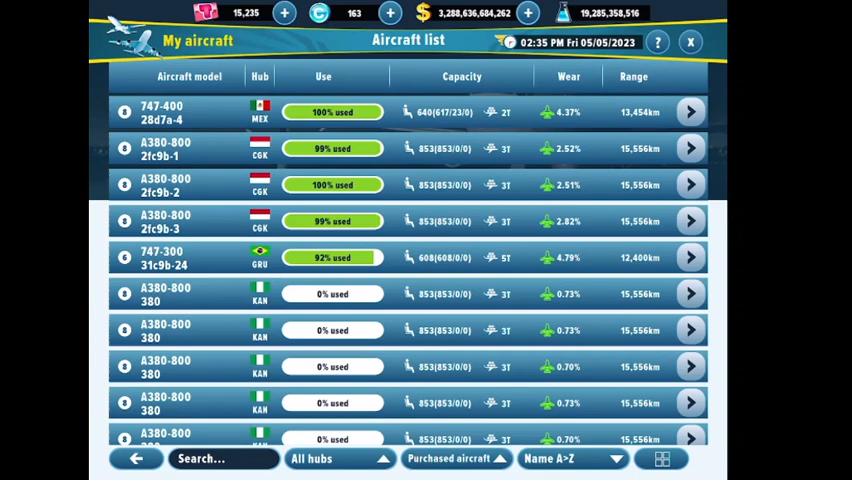 15,235 + 163 + 3,288,636,684,262 + 19,285,358,516
My aircraft Aircraft list 02:35 PM Fri 05/05/2023 ? x
Aircraft model Hub Use Capacity Wear Range
8 747-400 28d7a-4 MEX 100% used 640(617/23/0) 2T 4.37% 13,454km
8 A380-800 2fc9b-1 CGK 99% used 853(853/0/0) 3T 2.52% 15,556km
8 A380-800 2fc9b-2 CGK 100% used 853(853/0/0) 3T 2.51% 15,556km
8 A380-800 2fc9b-3 CGK 99% used 853(853/0/0) 3T 2.82% 15,556km
6 747-300 31c9b-24 GRU 92% used 608(608/0/0) 5T 4.79% 12,400km
8 A380-800 380 KAN 0% used 853(853/0/0) 3T 0.73% 15,556km
8 A380-800 380 KAN 0% used 853(853/0/0) 3T 0.73% 15,556km
8 A380-800 380 KAN 0% used 853(853/0/0) 3T 0.70% 15,556km
8 A380-800 380 KAN 0% used 853(853/0/0) 3T 0.73% 15,556km
8 A380-800 KAN 0% used 853(853/0/0) 3T 0.70% 15,556km
Search... All hubs Purchased aircraft Name A>Z